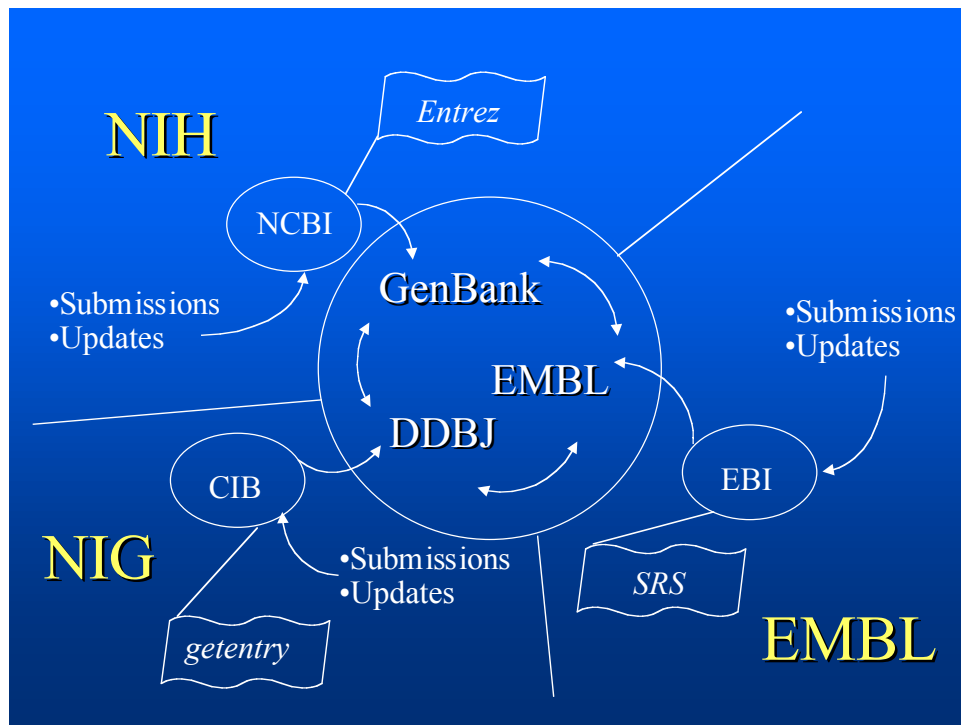 Entrez
NIH
NCBI
GenBank
•Submissions
•Updates
•Submissions
•Updates
EMBL
DDBJ
CIB
EBI
NIG
•Submissions
•Updates
SRS
getentry
EMBL